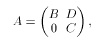 A = \begin{pmatrix} B & D \\ 0 & C \end{pmatrix},